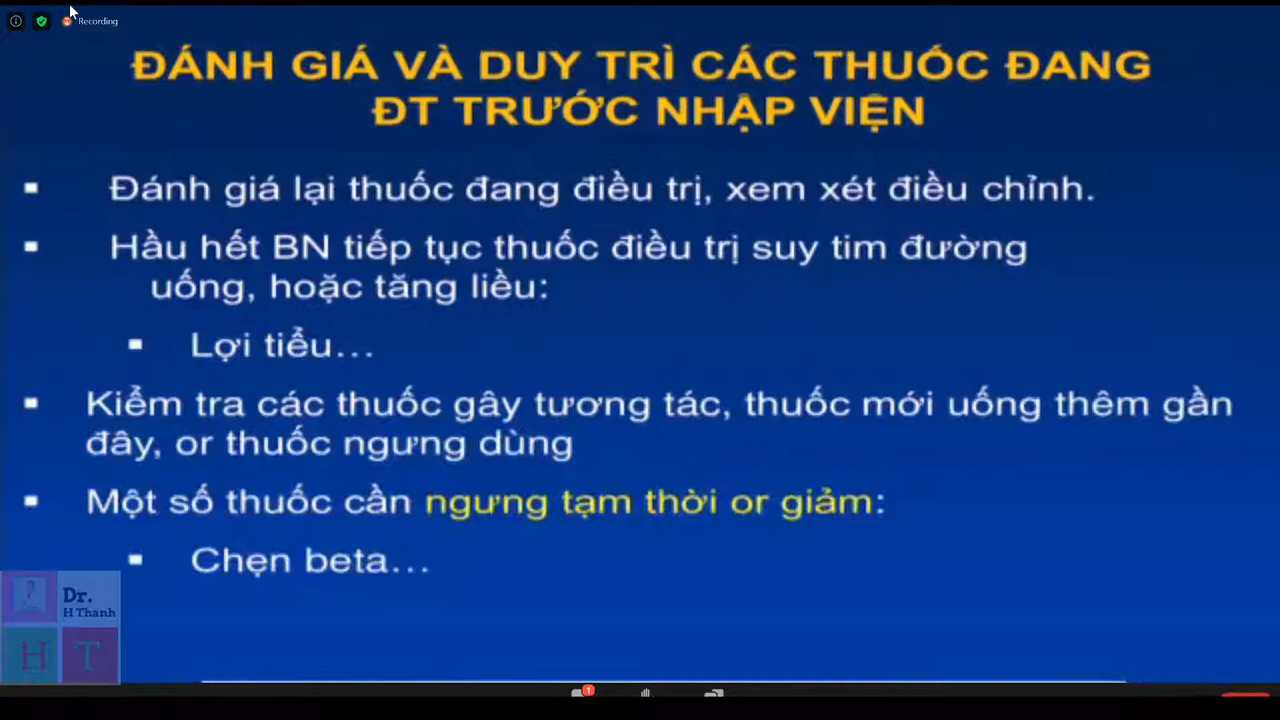 Recording
ĐÁNH GIÁ VÀ DUY TRÌ CÁC THUỐC ĐANG
ĐT TRƯỚC NHẬP VIỆN
▪ Đánh giá lại thuốc đang điều trị, xem xét điều chỉnh.
▪ Hầu hết BN tiếp tục thuốc điều trị suy tim đường
uống, hoặc tăng liều:
▪ Lợi tiểu…
▪ Kiểm tra các thuốc gây tương tác, thuốc mới uống thêm gần
đây, or thuốc ngưng dùng
▪ Một số thuốc cần ngưng tạm thời or giảm:
▪ Chẹn beta…
Dr.
H Thanh
H T
1